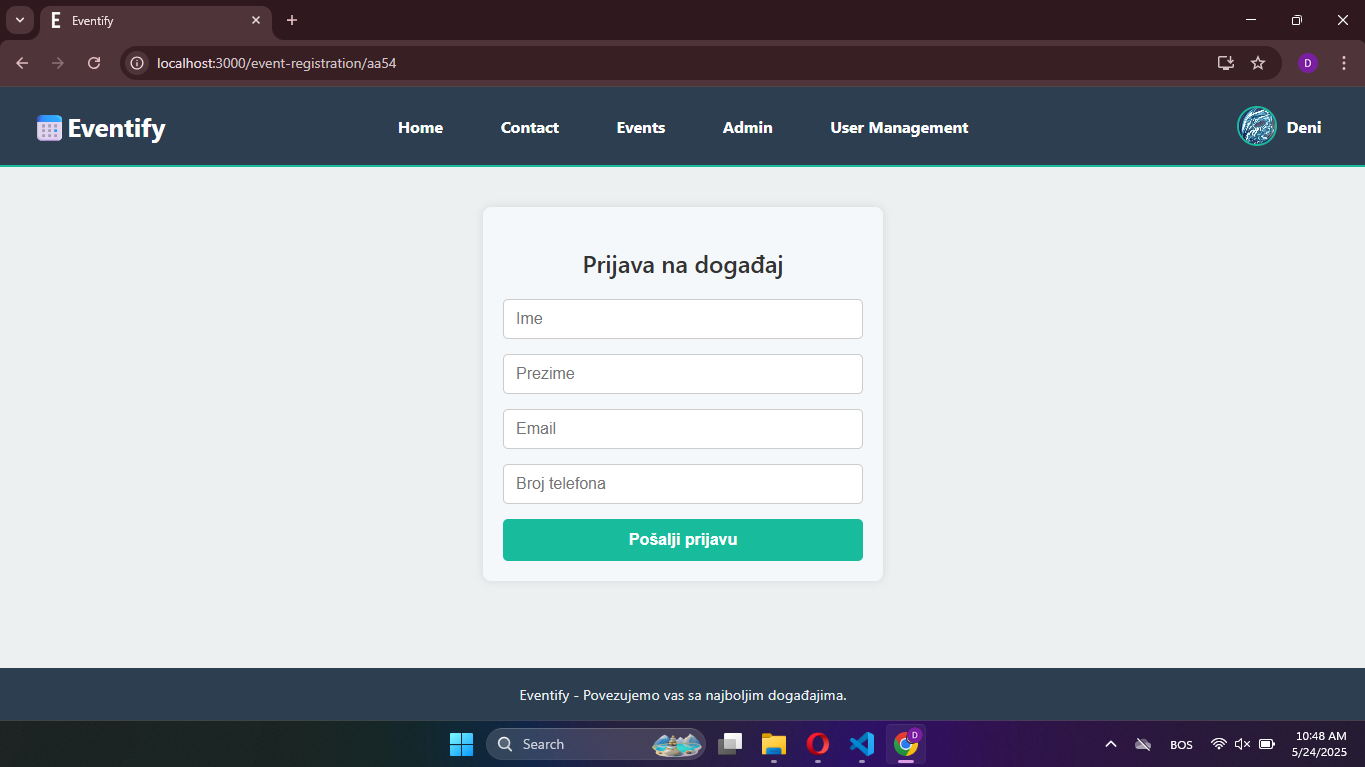 Eventify
localhost:3000/event-registration/aa54
D
Eventify
Home
Contact
Events
Admin
User Management
Deni
Prijava na događaj
Ime
Prezime
Email
Broj telefona
Pošalji prijavu
Eventify - Povezujemo vas sa najboljim događajima.
Search
D
BOS
10:48 AM
5/24/2025